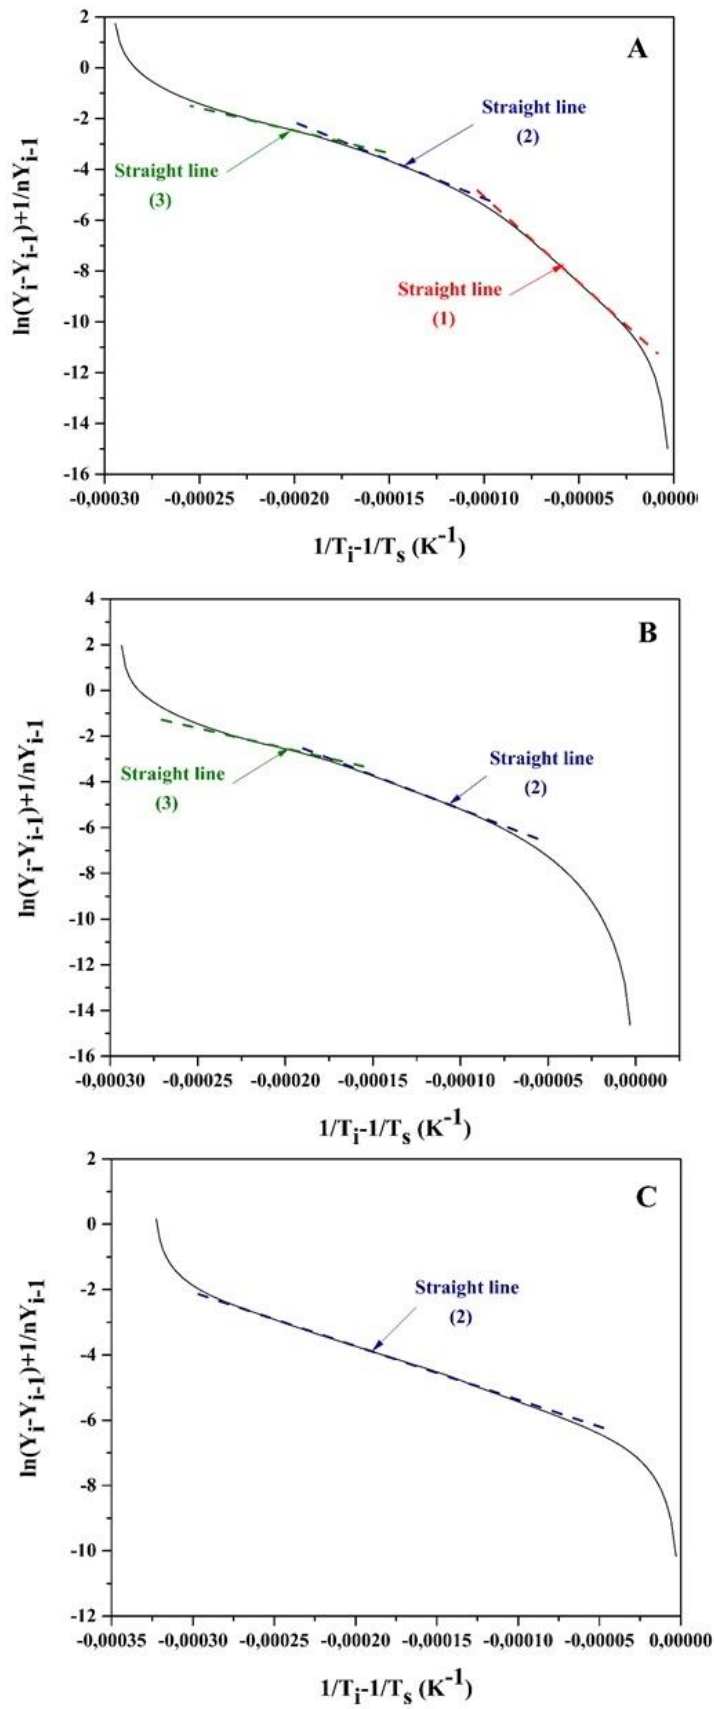 A
2
0
-2
-4
-6
-8
-10
-12
-14
-16
ln(Yi-Yi-1)+1/nYi-1
Straight line
(2)
Straight line
(3)
Straight line
(1)
-0,00030 -0,00025 -0,00020 -0,00015 -0,00010 -0,00005 0,0000
1/Ti-1/Ts (K-1)
B
4
2
0
-2
-4
-6
-8
-10
-12
-14
-16
ln(Yi-Yi-1)+1/nYi-1
Straight line
(2)
Straight line
(3)
-0,00030 -0,00025 -0,00020 -0,00015 -0,00010 -0,00005 0,00000
1/Ti-1/Ts (K-1)
C
2
0
-2
-4
-6
-8
-10
-12
ln(Yi-Yi-1)+1/nYi-1
Straight line
(2)
-0,00035 -0,00030 -0,00025 -0,00020 -0,00015 -0,00010 -0,00005 0,00000
1/Ti-1/Ts (K-1)